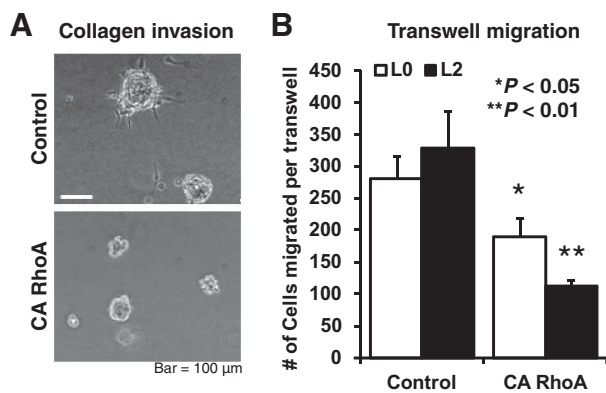 A Collagen invasion
Control
CA RhoA
Bar = 100 µm
B Transwell migration
# of Cells migrated per transwell
450
400
350
300
250
200
150
100
50
0
L0 L2
*P < 0.05
**P < 0.01
*
**
Control CA RhoA